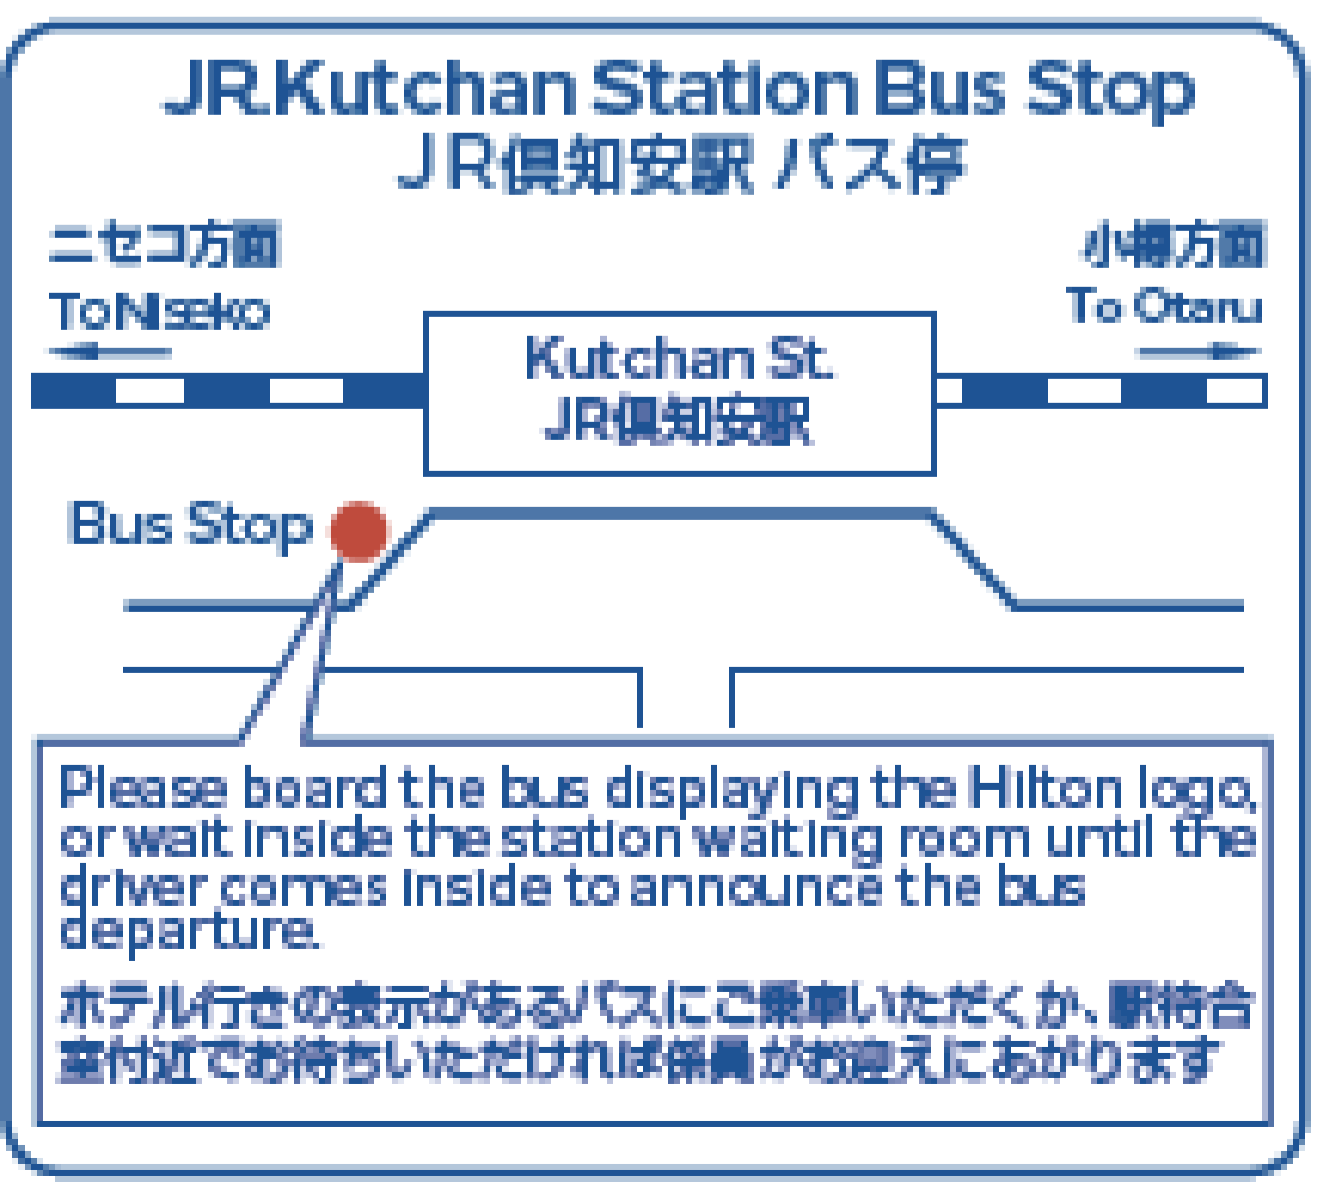 JR.Kutchan Station Bus Stop
JR倶知安駅 バス停
ニセコ方面
To Niseko
小樽方面
To Otaru
Kutchan St.
JR倶知安駅
Bus Stop
Please board the bus displaying the Hilton logo,
or wait inside the station waiting room until the
driver comes inside to announce the bus
departure.
ホテル行きの表示があるバスにご乗車いただくか、駅待合
室付近でお待ちいただければ係員がお迎えにあがります